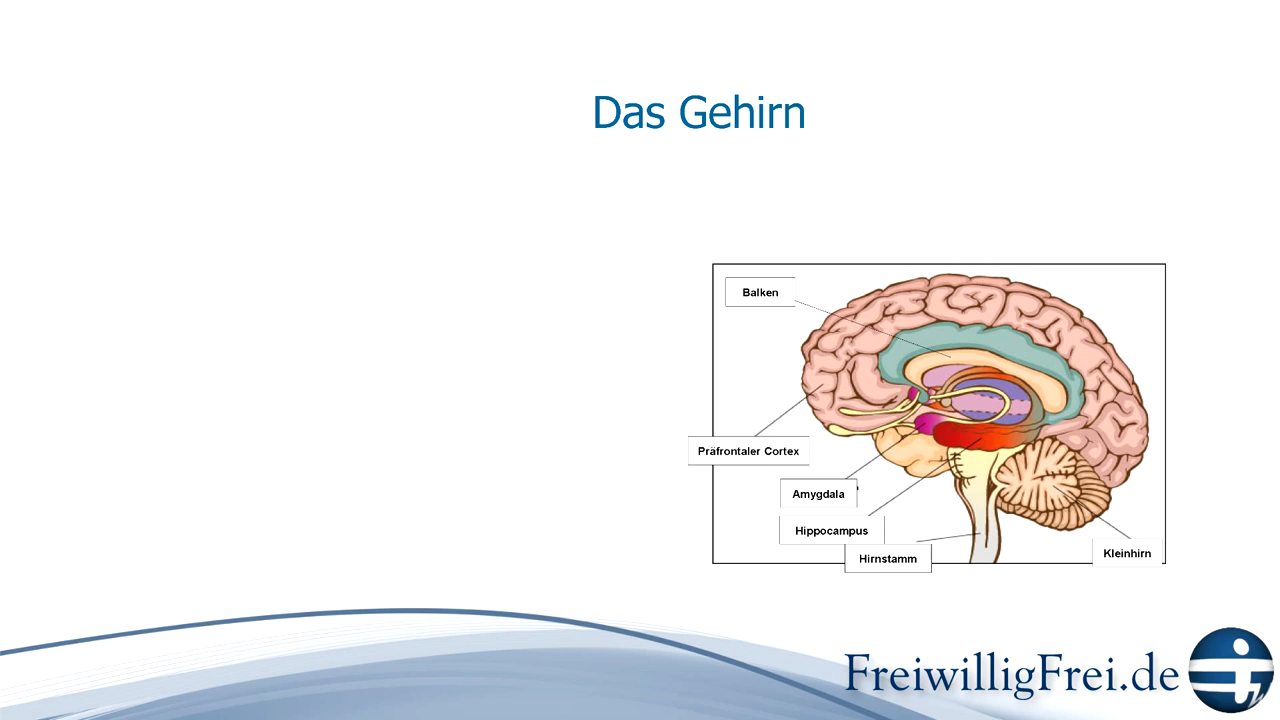 Das Gehirn
Balken
Präfrontaler Cortex
Amygdala
Hippocampus
Hirnstamm
Kleinhirn
FreiwilligFrei.de